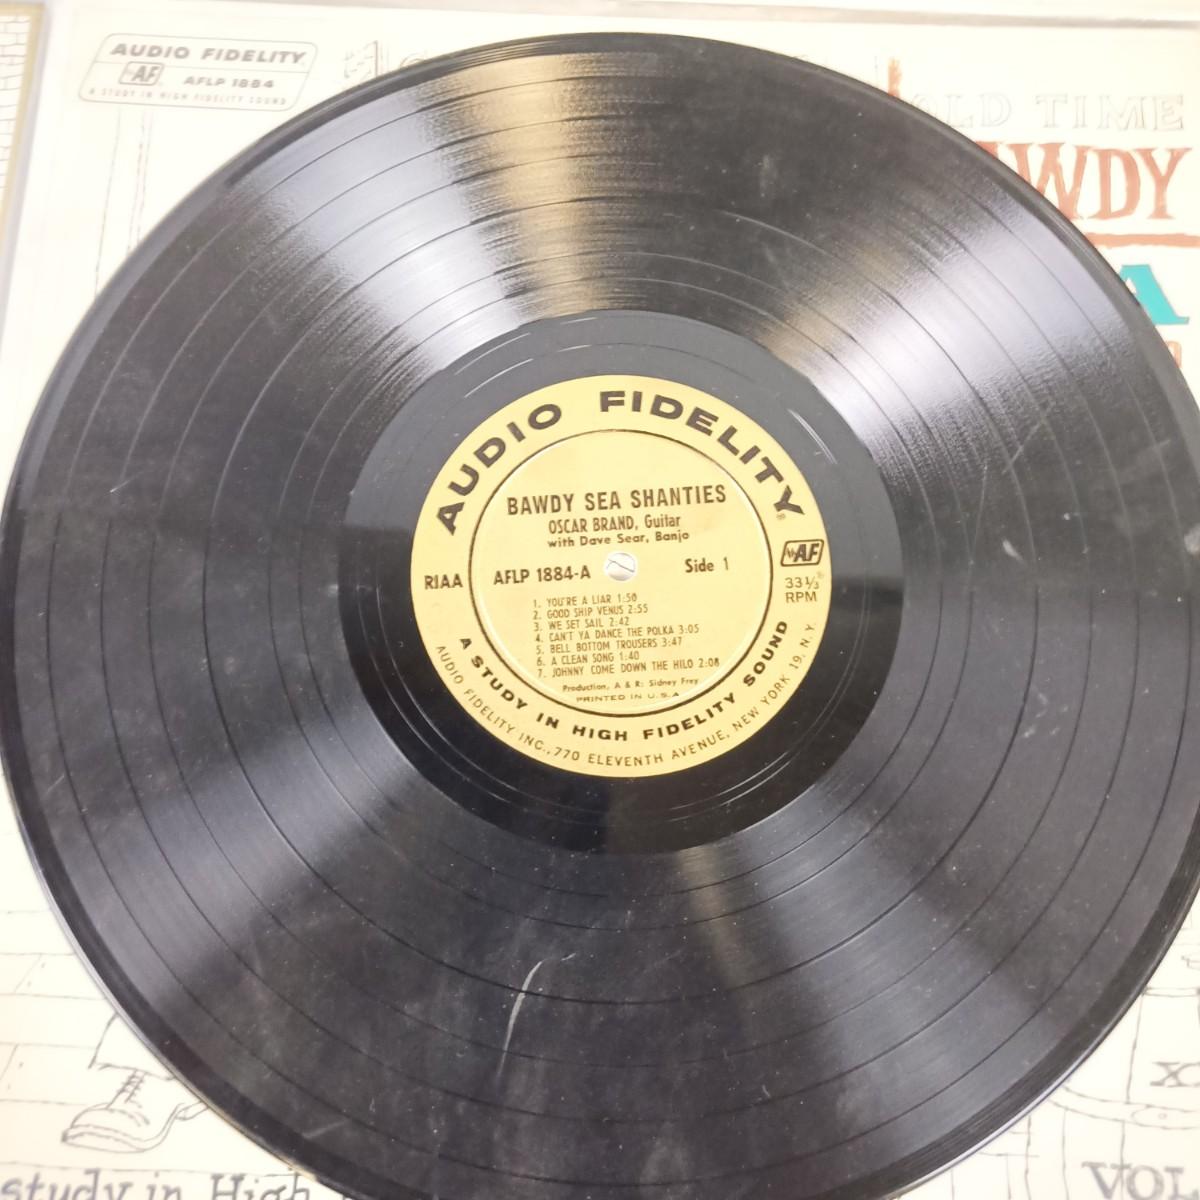 AUDIO FIDELITY
AF AFLP 1884
A STUDY IN HIGH FIDELITY SOUND
OLD TIME
WDY
A
AUDIO FIDELITY
BAWDY SEA SHANTIES
OSCAR BRAND, Guitar
with Dave Sear, Banjo
RIAA
AFLP 1884-A
Side 1
AF
33⅓
RPM
1. YOU'RE A LIAR 1:50
2. GOOD SHIP VENUS 2:55
3. WE SET SAIL 2:42
4. CAN'T YA DANCE THE POLKA 3:05
5. BELL BOTTOM TROUSERS 3:47
6. A CLEAN SONG 1:40
7. JOHNNY COME DOWN THE HILO 2:08
Production, A & R: Sidney Frey
PRINTED IN U.S.A
A STUDY IN HIGH FIDELITY SOUND
AUDIO FIDELITY INC., 770 ELEVENTH AVENUE, NEW YORK 19, N.Y.
X
study in High
VOL